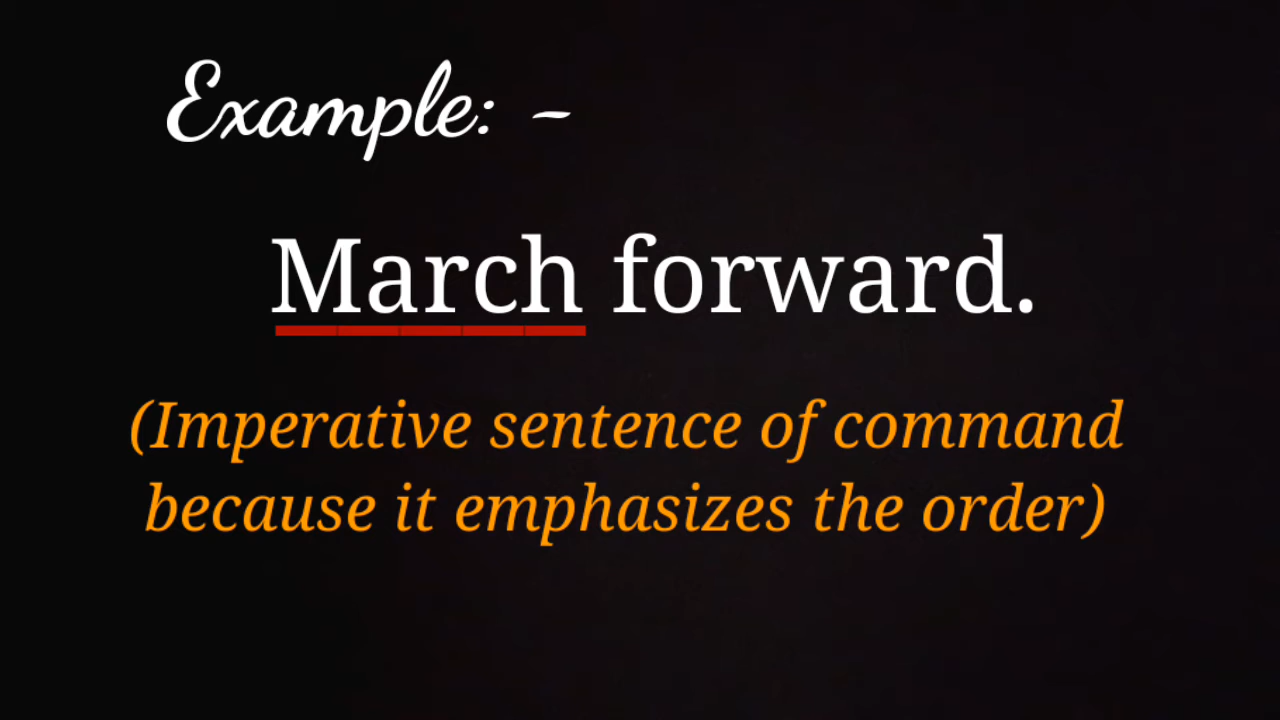 Example: -
March forward.
(Imperative sentence of command
because it emphasizes the order)